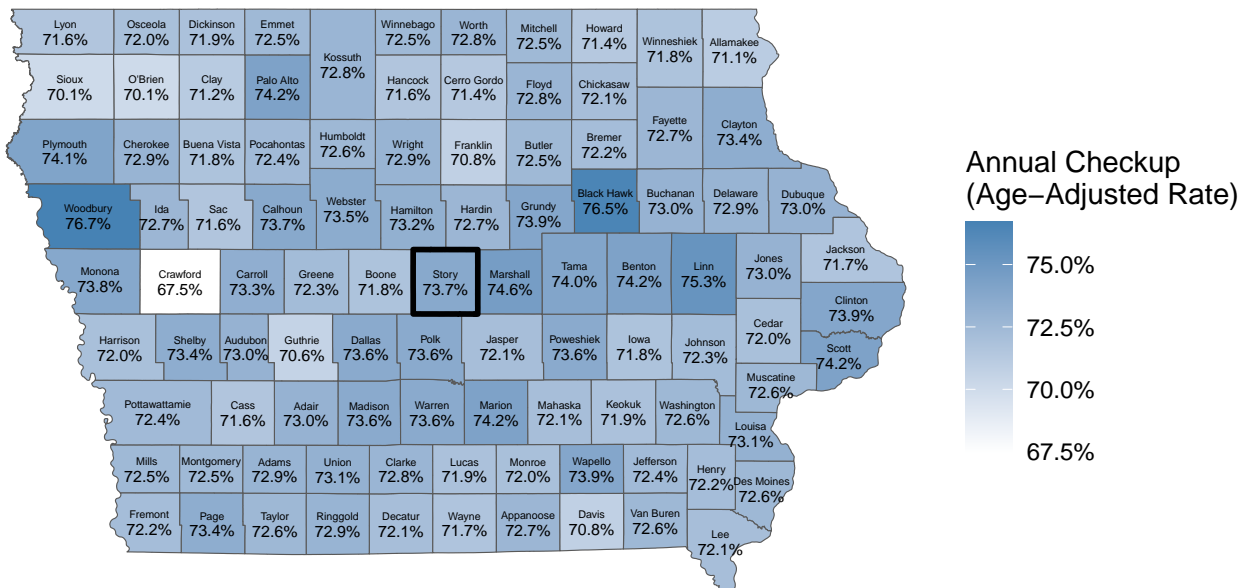 Lyon
71.6%
Osceola
72.0%
Dickinson
71.9%
Emmet
72.5%
Kossuth
72.8%
Winnebago
72.5%
Worth
72.8%
Mitchell
72.5%
Howard
71.4%
Winneshiek
71.8%
Allamakee
71.1%
Sioux
70.1%
O'Brien
70.1%
Clay
71.2%
Palo Alto
74.2%
Hancock
71.6%
Cerro Gordo
71.4%
Floyd
72.8%
Chickasaw
72.1%
Fayette
72.7%
Clayton
73.4%
Plymouth
74.1%
Cherokee
72.9%
Buena Vista
71.8%
Pocahontas
72.4%
Humboldt
72.6%
Wright
72.9%
Franklin
70.8%
Butler
72.5%
Bremer
72.2%
Woodbury
76.7%
Ida
72.7%
Sac
71.6%
Calhoun
73.7%
Webster
73.5%
Hamilton
73.2%
Hardin
72.7%
Grundy
73.9%
Black Hawk
76.5%
Buchanan
73.0%
Delaware
72.9%
Dubuque
73.0%
Monona
73.8%
Crawford
67.5%
Carroll
73.3%
Greene
72.3%
Boone
71.8%
Story
73.7%
Marshall
74.6%
Tama
74.0%
Benton
74.2%
Linn
75.3%
Jones
73.0%
Jackson
71.7%
Clinton
73.9%
Harrison
72.0%
Shelby
73.4%
Audubon
73.0%
Guthrie
70.6%
Dallas
73.6%
Polk
73.6%
Jasper
72.1%
Poweshiek
73.6%
Iowa
71.8%
Johnson
72.3%
Cedar
72.0%
Scott
74.2%
Muscatine
72.6%
Pottawattamie
72.4%
Cass
71.6%
Adair
73.0%
Madison
73.6%
Warren
73.6%
Marion
74.2%
Mahaska
72.1%
Keokuk
71.9%
Washington
72.6%
Louisa
73.1%
Mills
72.5%
Montgomery
72.5%
Adams
72.9%
Union
73.1%
Clarke
72.8%
Lucas
71.9%
Monroe
72.0%
Wapello
73.9%
Jefferson
72.4%
Henry
72.2%
Des Moines
72.6%
Fremont
72.2%
Page
73.4%
Taylor
72.6%
Ringgold
72.9%
Decatur
72.1%
Wayne
71.7%
Appanoose
72.7%
Davis
70.8%
Van Buren
72.6%
Lee
72.1%
Annual Checkup
(Age−Adjusted Rate)
75.0%
72.5%
70.0%
67.5%